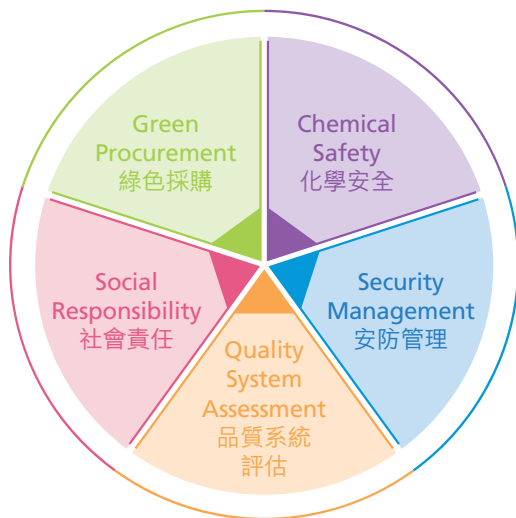 Green
Procurement
綠色採購
Chemical
Safety
化學安全
Social
Responsibility
社會責任
Security
Management
安防管理
Quality
System
Assessment
品質系統
評估